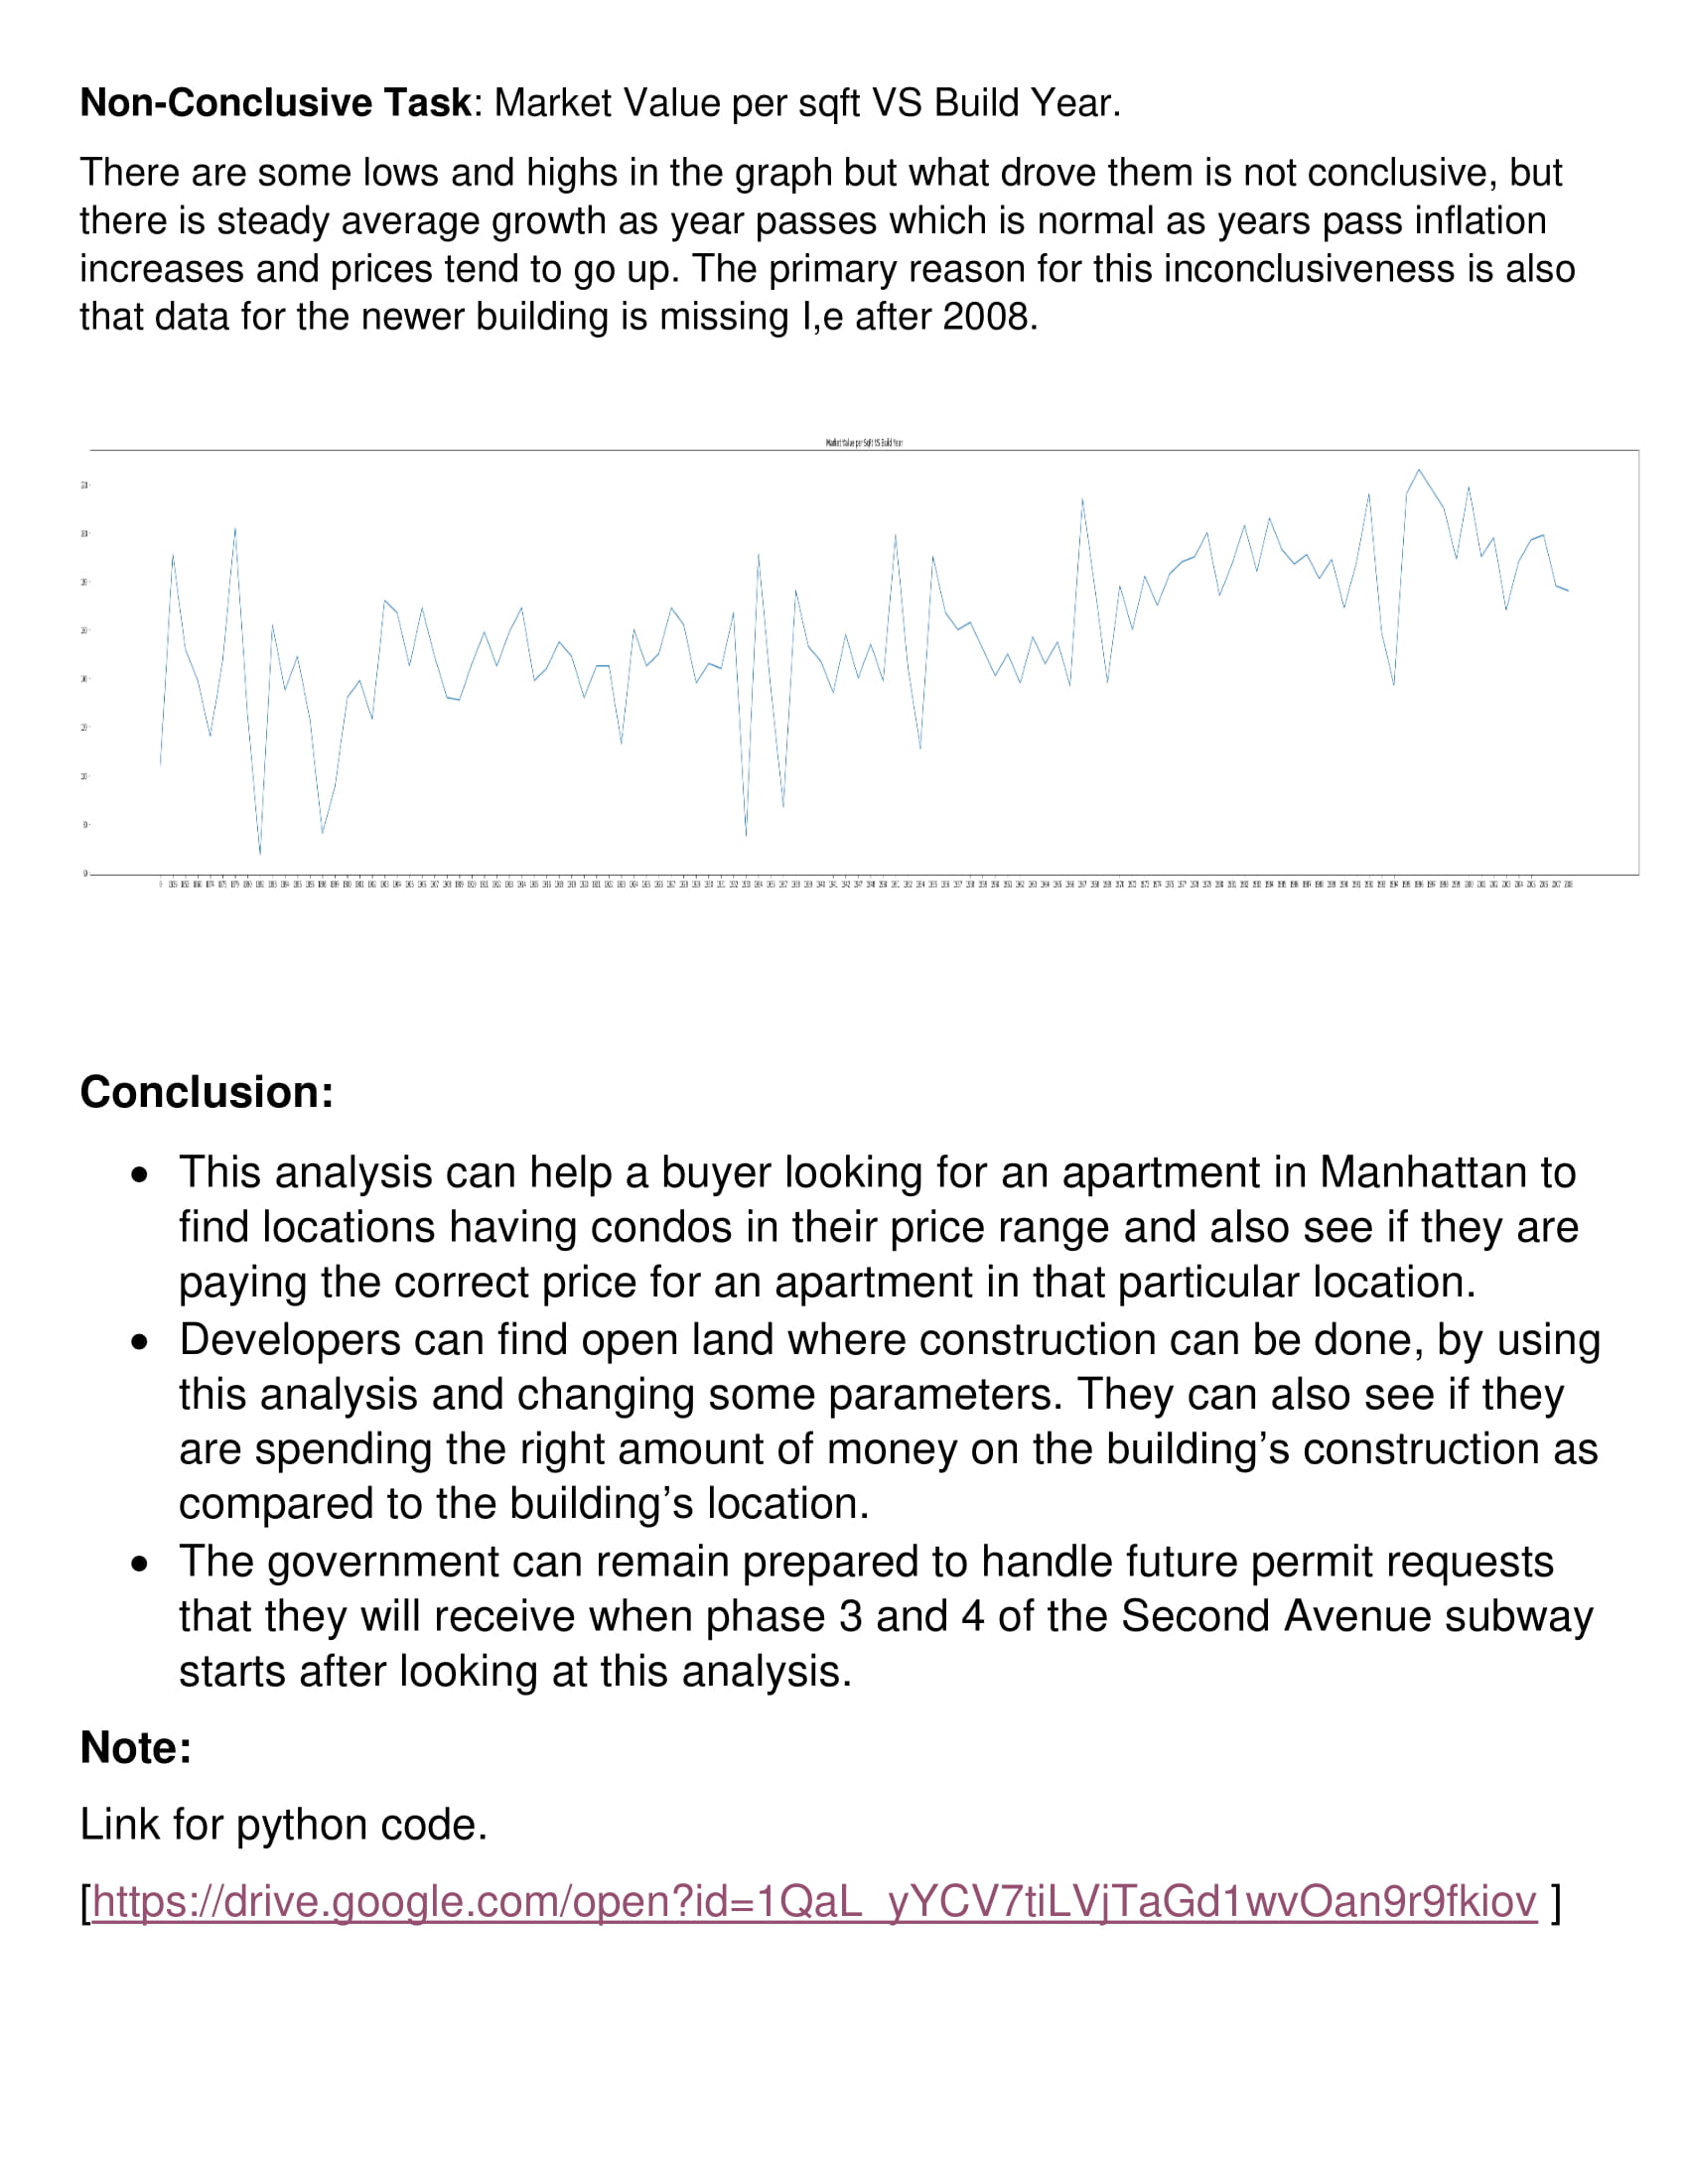 Non-Conclusive Task: Market Value per sqft VS Build Year.
There are some lows and highs in the graph but what drove them is not conclusive, but
there is steady average growth as year passes which is normal as years pass inflation
increases and prices tend to go up. The primary reason for this inconclusiveness is also
that data for the newer building is missing I,e after 2008.
Market Value per SqFt VS Build Year
Conclusion:
• This analysis can help a buyer looking for an apartment in Manhattan to
find locations having condos in their price range and also see if they are
paying the correct price for an apartment in that particular location.
• Developers can find open land where construction can be done, by using
this analysis and changing some parameters. They can also see if they
are spending the right amount of money on the building’s construction as
compared to the building’s location.
• The government can remain prepared to handle future permit requests
that they will receive when phase 3 and 4 of the Second Avenue subway
starts after looking at this analysis.
Note:
Link for python code.
[https://drive.google.com/open?id=1QaL_yYCV7tiLVjTaGd1wvOan9r9fkiov ]